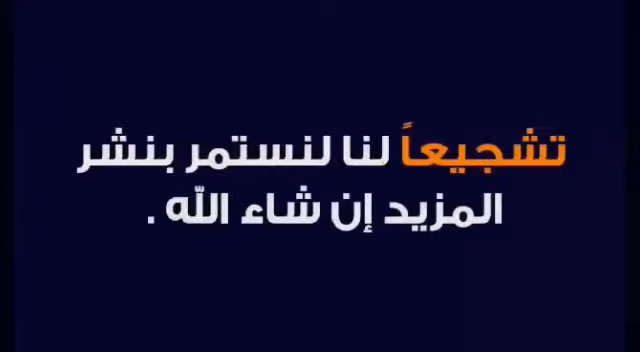 تشجيعاً لنا لنستمر بنشر
المزيد إن شاء الله .